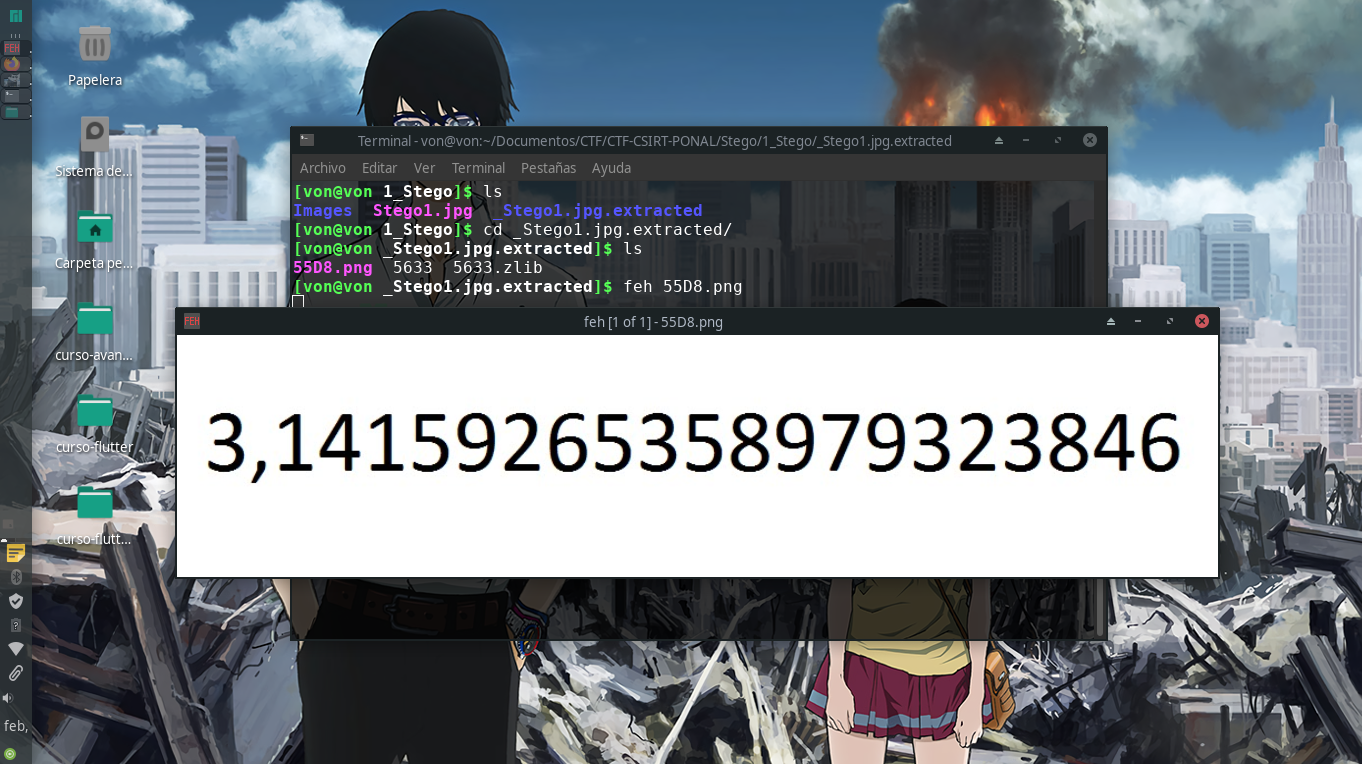 Papelera
Sistema de...
Carpeta pe...
curso-avan...
curso-flutter
curso-flutt...
FEH
feb,
Terminal - von@von:~/Documentos/CTF/CTF-CSIRT-PONAL/Stego/1_Stego/_Stego1.jpg.extracted
Archivo Editar Ver Terminal Pestañas Ayuda
[von@von 1_Stego]$ ls
Images Stego1.jpg _Stego1.jpg.extracted
[von@von 1_Stego]$ cd _Stego1.jpg.extracted/
[von@von _Stego1.jpg.extracted]$ ls
55D8.png 5633 5633.zlib
[von@von _Stego1.jpg.extracted]$ feh 55D8.png
FEH
feh [1 of 1] - 55D8.png
3,14159265358979323846